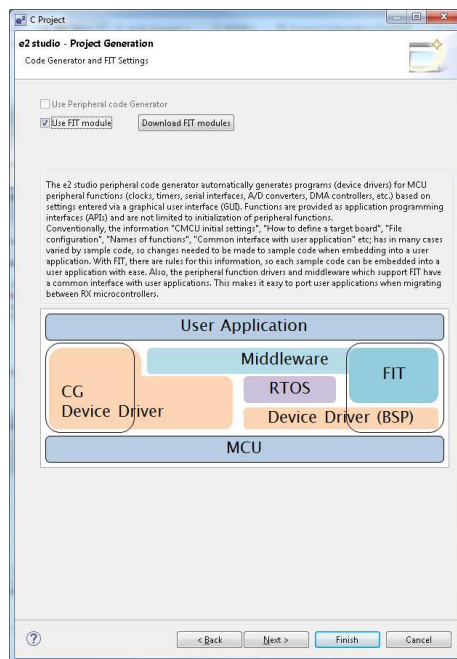 C Project
e2 studio - Project Generation
Code Generator and FIT Settings
Use Peripheral code Generator
Use FIT module
Download FIT modules
The e2 studio peripheral code generator automatically generates programs (device drivers) for MCU
peripheral functions (clocks, timers, serial interfaces, A/D converters, DMA controllers, etc.) based on
settings entered via a graphical user interface (GUI). Functions are provided as application programming
interfaces (APIs) and are not limited to initialization of peripheral functions.
Conventionally, the information "CMCU initial settings", "How to define a target board", "File
configuration", "Names of functions", "Common interface with user application" etc; has in many cases
varied by sample code, so changes needed to be made to sample code when embedding into a user
application. With FIT, there are rules for this information, so each sample code can be embedded into a
user application with ease. Also, the peripheral function drivers and middleware which support FIT have
a common interface with user applications. This makes it easy to port user applications when migrating
between RX microcontrollers.
User Application
Middleware
FIT
CG
Device Driver
RTOS
Device Driver (BSP)
MCU
< Back
Next >
Finish
Cancel